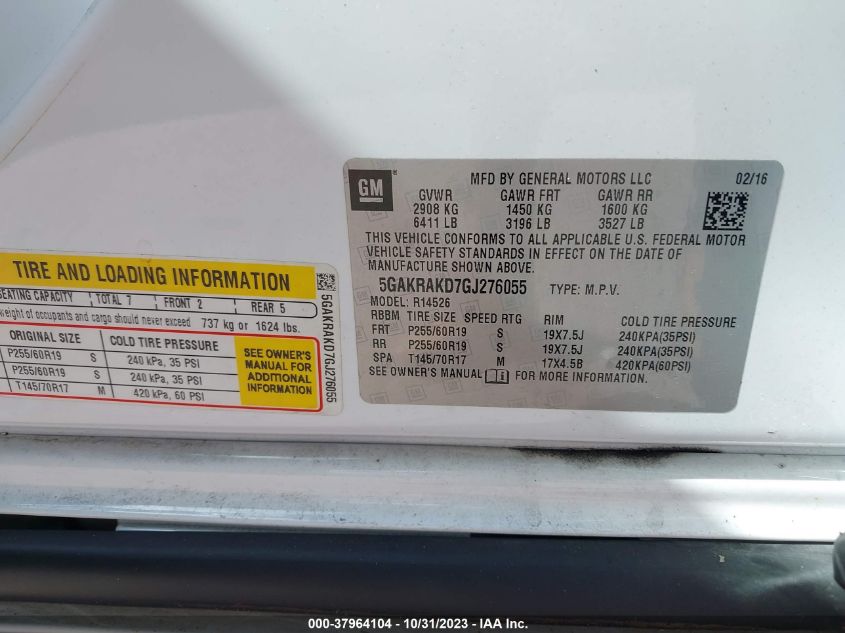 TIRE AND LOADING INFORMATION
SEATING CAPACITY TOTAL 7 FRONT 2 REAR 5
weight of occupants and cargo should never exceed 737 kg or 1624 lbs.
ORIGINAL SIZE COLD TIRE PRESSURE
P255/60R19 S 240 kPa, 35 PSI
P255/60R19 S 240 kPa, 35 PSI
T145/70R17 M 420 kPa, 60 PSI
SEE OWNER'S
MANUAL FOR
ADDITIONAL
INFORMATION
5GAKRAKD7GJ276055
GM
MFD BY GENERAL MOTORS LLC 02/16
GVWR GAWR FRT GAWR RR
2908 KG 1450 KG 1600 KG
6411 LB 3196 LB 3527 LB
THIS VEHICLE CONFORMS TO ALL APPLICABLE U.S. FEDERAL MOTOR
VEHICLE SAFETY STANDARDS IN EFFECT ON THE DATE OF
MANUFACTURE SHOWN ABOVE.
5GAKRAKD7GJ276055 TYPE: M.P.V.
MODEL: R14526
RBBM TIRE SIZE SPEED RTG RIM COLD TIRE PRESSURE
FRT P255/60R19 S 19X7.5J 240KPA(35PSI)
RR P255/60R19 S 19X7.5J 240KPA(35PSI)
SPA T145/70R17 M 17X4.5B 420KPA(60PSI)
SEE OWNER'S MANUAL FOR MORE INFORMATION.
000-37964104 - 10/31/2023 - IAA Inc.